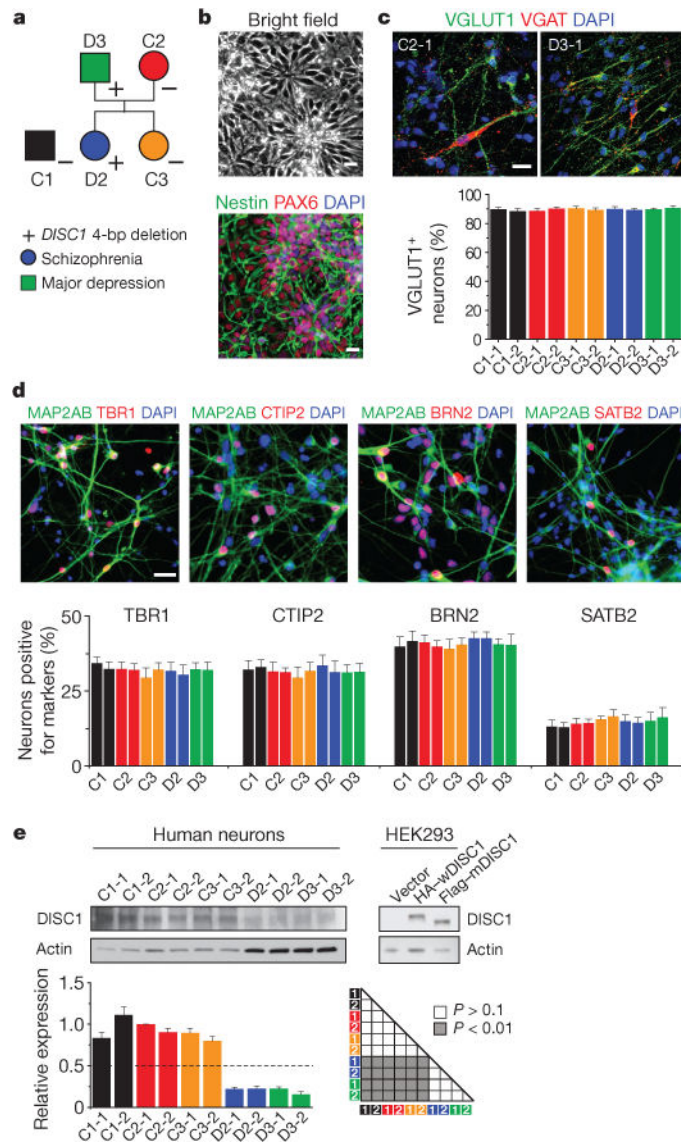 a
D3
C2
+
−
−
+
−
C1
D2
C3
+ DISC1 4-bp deletion
Schizophrenia
Major depression
b
Bright field
Nestin PAX6 DAPI
c
VGLUT1 VGAT DAPI
C2-1
D3-1
VGLUT1+
neurons (%)
100
80
60
40
20
0
C1-1
C1-2
C2-1
C2-2
C3-1
C3-2
D2-1
D2-2
D3-1
D3-2
d
MAP2AB TBR1 DAPI
MAP2AB CTIP2 DAPI
MAP2AB BRN2 DAPI
MAP2AB SATB2 DAPI
Neurons positive
for markers (%)
50
25
0
TBR1
CTIP2
BRN2
SATB2
C1 C2 C3 D2 D3
C1 C2 C3 D2 D3
C1 C2 C3 D2 D3
C1 C2 C3 D2 D3
e
Human neurons
C1-1 C1-2 C2-1 C2-2 C3-1 C3-2 D2-1 D2-2 D3-1 D3-2
DISC1
Actin
HEK293
Vector
HA–wDISC1
Flag–mDISC1
DISC1
Actin
Relative expression
1.5
1.0
0.5
0
C1-1
C1-2
C2-1
C2-2
C3-1
C3-2
D2-1
D2-2
D3-1
D3-2
1
2
1
2
1
2
1
2
1
2
P > 0.1
P < 0.01
1 2 1 2 1 2 1 2 1 2